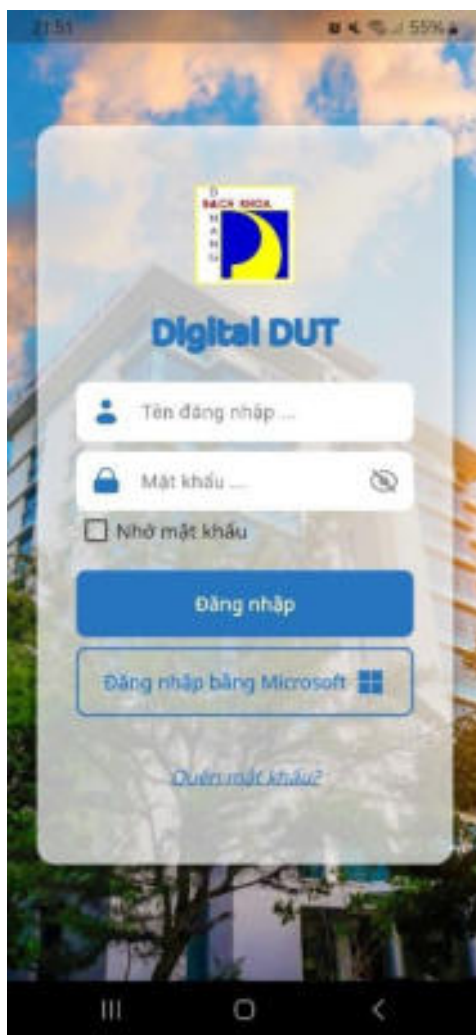 21:51
55%
D
BACH KHOA
N
A
N
G
Digital DUT
Tên đăng nhập ...
Mật khẩu ...
Nhớ mật khẩu
Đăng nhập
Đăng nhập bằng Microsoft
Quên mật khẩu?